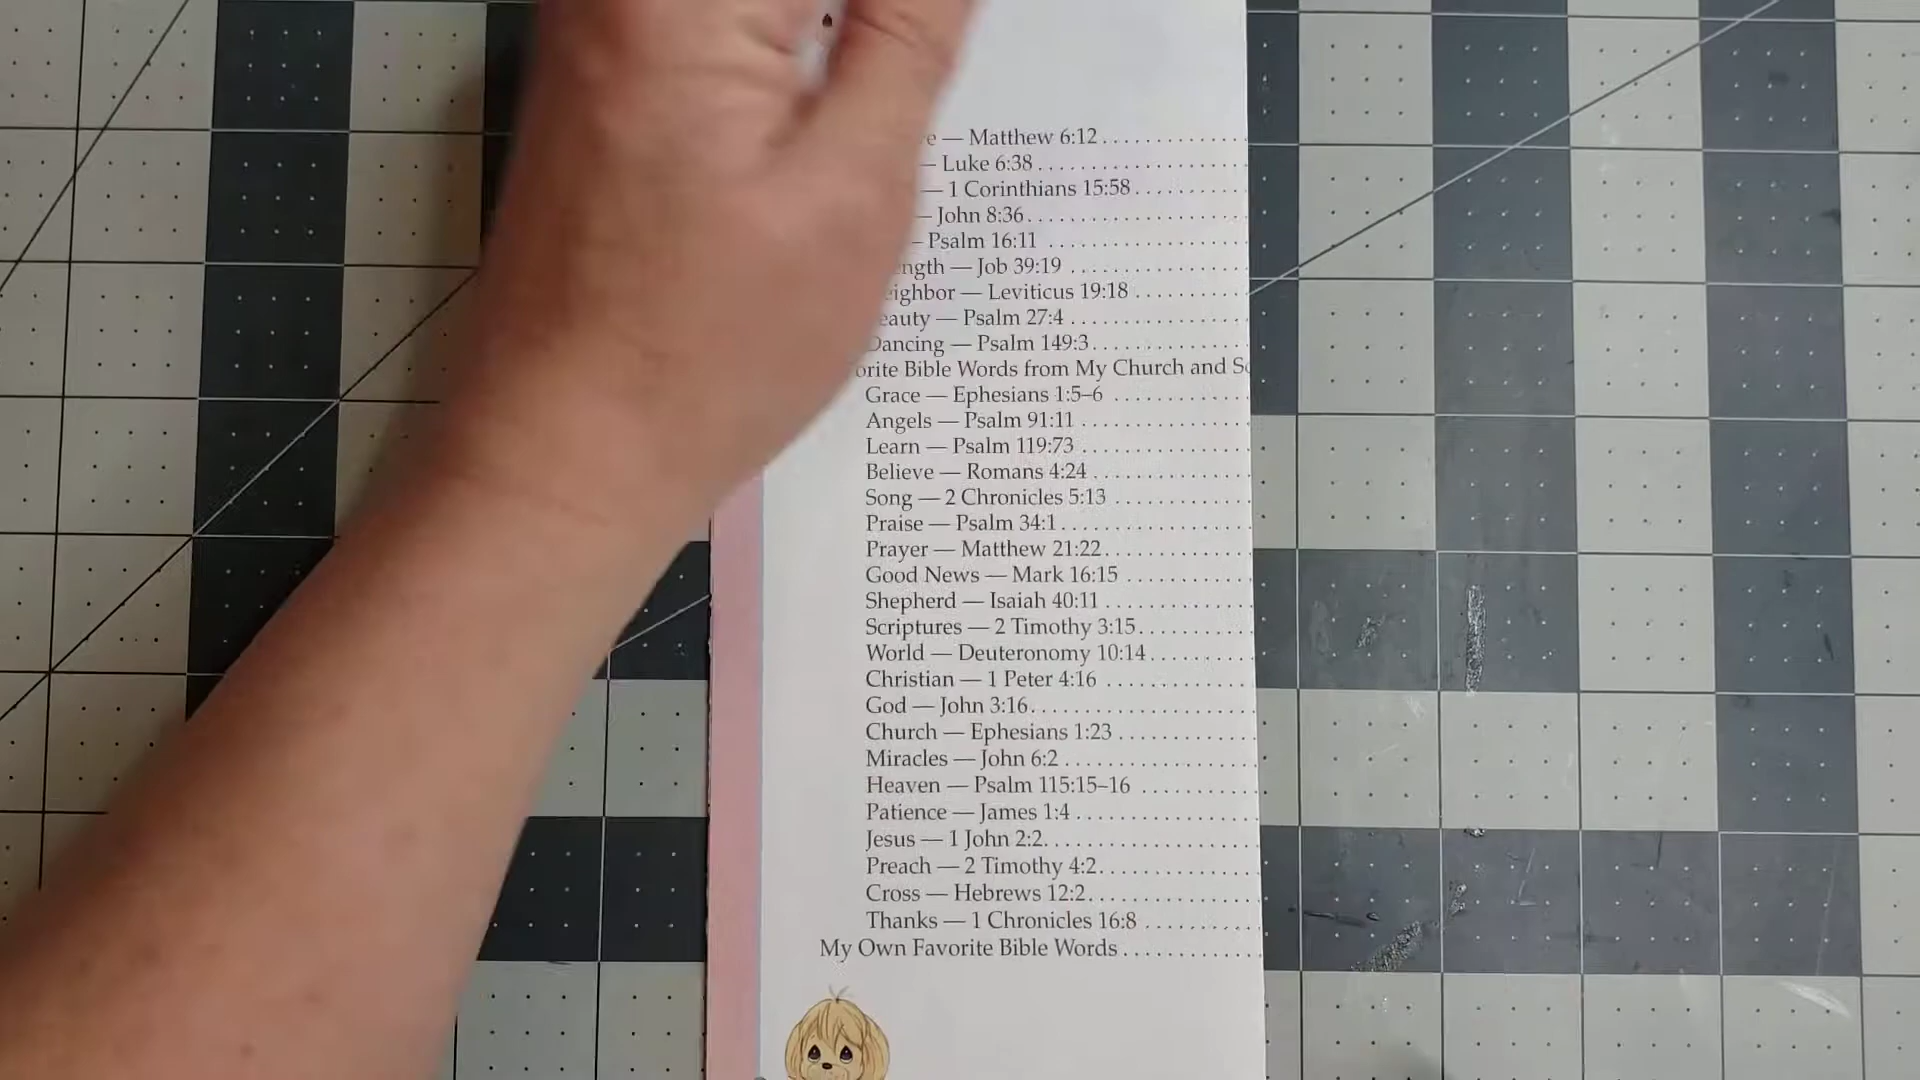 — Matthew 6:12 . . . . . . . . . . . . . . . .
— Luke 6:38 . . . . . . . . . . . . . . . . . . . . . .
— 1 Corinthians 15:58 . . . . . . . . . . . .
— John 8:36 . . . . . . . . . . . . . . . . . . . . . .
– Psalm 16:11 . . . . . . . . . . . . . . . . . . . . .
— Job 39:19 . . . . . . . . . . . . . . . . . .
eighbor — Leviticus 19:18 . . . . . . . . . . . .
eauty — Psalm 27:4 . . . . . . . . . . . . . . . . . .
Dancing — Psalm 149:3 . . . . . . . . . . . . . . . .
orite Bible Words from My Church and Sc
Grace — Ephesians 1:5–6 . . . . . . . . . . . . .
Angels — Psalm 91:11 . . . . . . . . . . . . . . . . .
Learn — Psalm 119:73 . . . . . . . . . . . . . . . . .
Believe — Romans 4:24 . . . . . . . . . . . . . . . .
Song — 2 Chronicles 5:13 . . . . . . . . . . . . .
Praise — Psalm 34:1 . . . . . . . . . . . . . . . . . . .
Prayer — Matthew 21:22 . . . . . . . . . . . . . .
Good News — Mark 16:15 . . . . . . . . . . . .
Shepherd — Isaiah 40:11 . . . . . . . . . . . . . .
Scriptures — 2 Timothy 3:15 . . . . . . . . . . .
World — Deuteronomy 10:14 . . . . . . . . . .
Christian — 1 Peter 4:16 . . . . . . . . . . . . . .
God — John 3:16 . . . . . . . . . . . . . . . . . . . . . .
Church — Ephesians 1:23 . . . . . . . . . . . . .
Miracles — John 6:2 . . . . . . . . . . . . . . . . . .
Heaven — Psalm 115:15–16 . . . . . . . . . . .
Patience — James 1:4 . . . . . . . . . . . . . . . . .
Jesus — 1 John 2:2 . . . . . . . . . . . . . . . . . . . .
Preach — 2 Timothy 4:2 . . . . . . . . . . . . . . .
Cross — Hebrews 12:2 . . . . . . . . . . . . . . . .
Thanks — 1 Chronicles 16:8 . . . . . . . . . . .
My Own Favorite Bible Words . . . . . . . . . . . . .